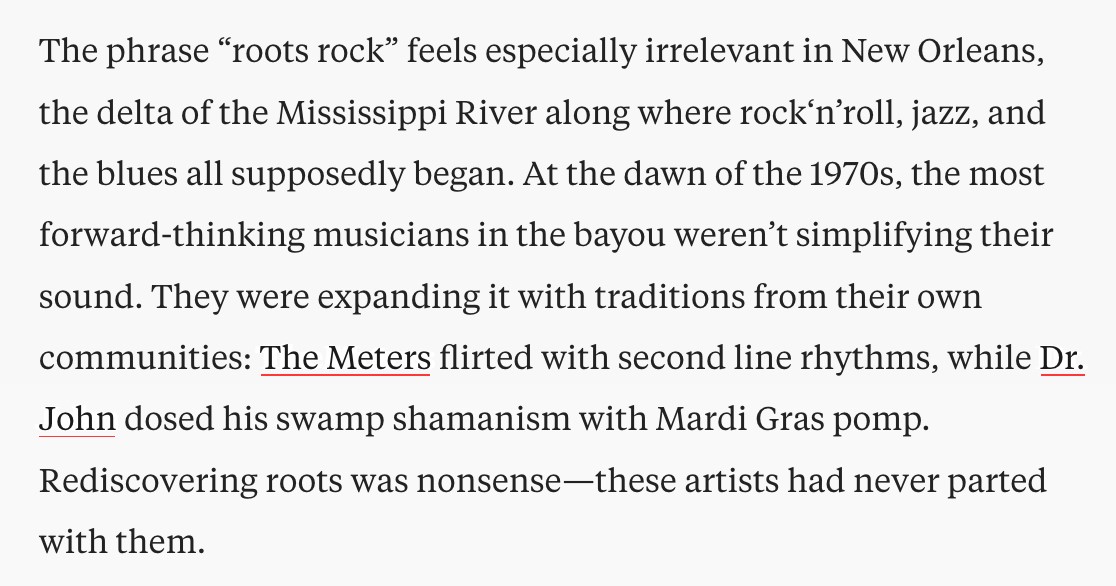 The phrase “roots rock” feels especially irrelevant in New Orleans,
the delta of the Mississippi River along where rock‘n’roll, jazz, and
the blues all supposedly began. At the dawn of the 1970s, the most
forward-thinking musicians in the bayou weren’t simplifying their
sound. They were expanding it with traditions from their own
communities: The Meters flirted with second line rhythms, while Dr.
John dosed his swamp shamanism with Mardi Gras pomp.
Rediscovering roots was nonsense—these artists had never parted
with them.